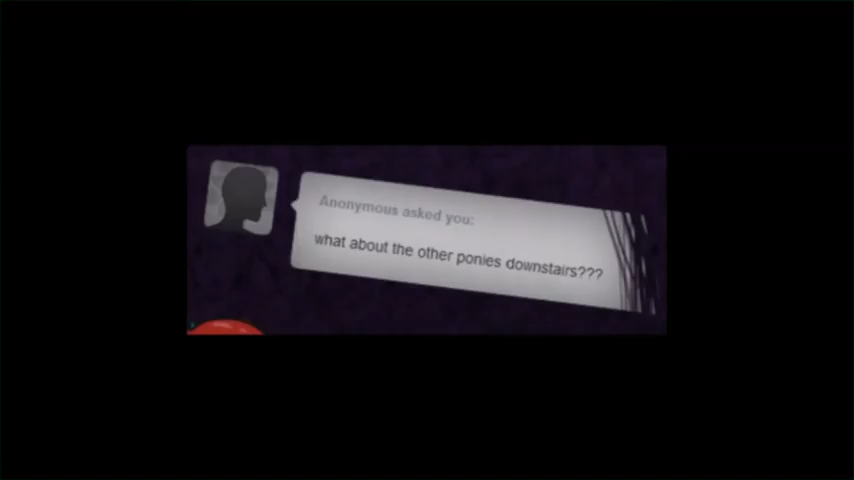 Anonymous asked you:
what about the other ponies downstairs???